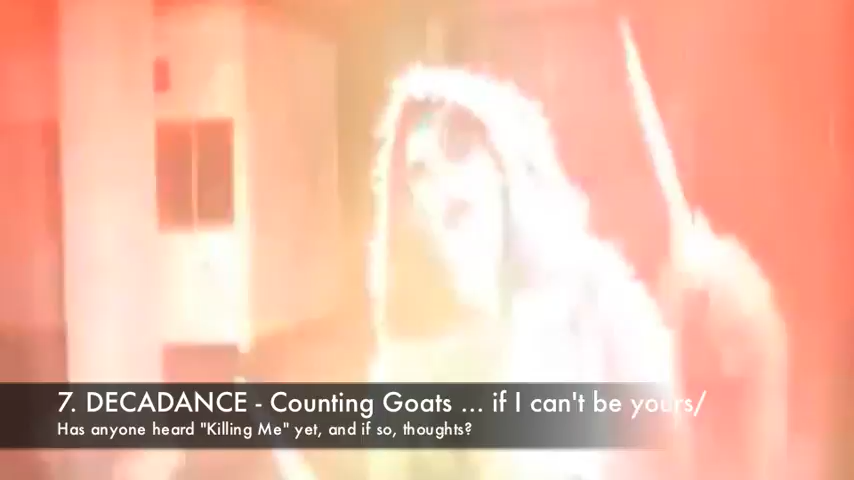 7. DECADANCE - Counting Goats ... if I can't be yours/
Has anyone heard "Killing Me" yet, and if so, thoughts?